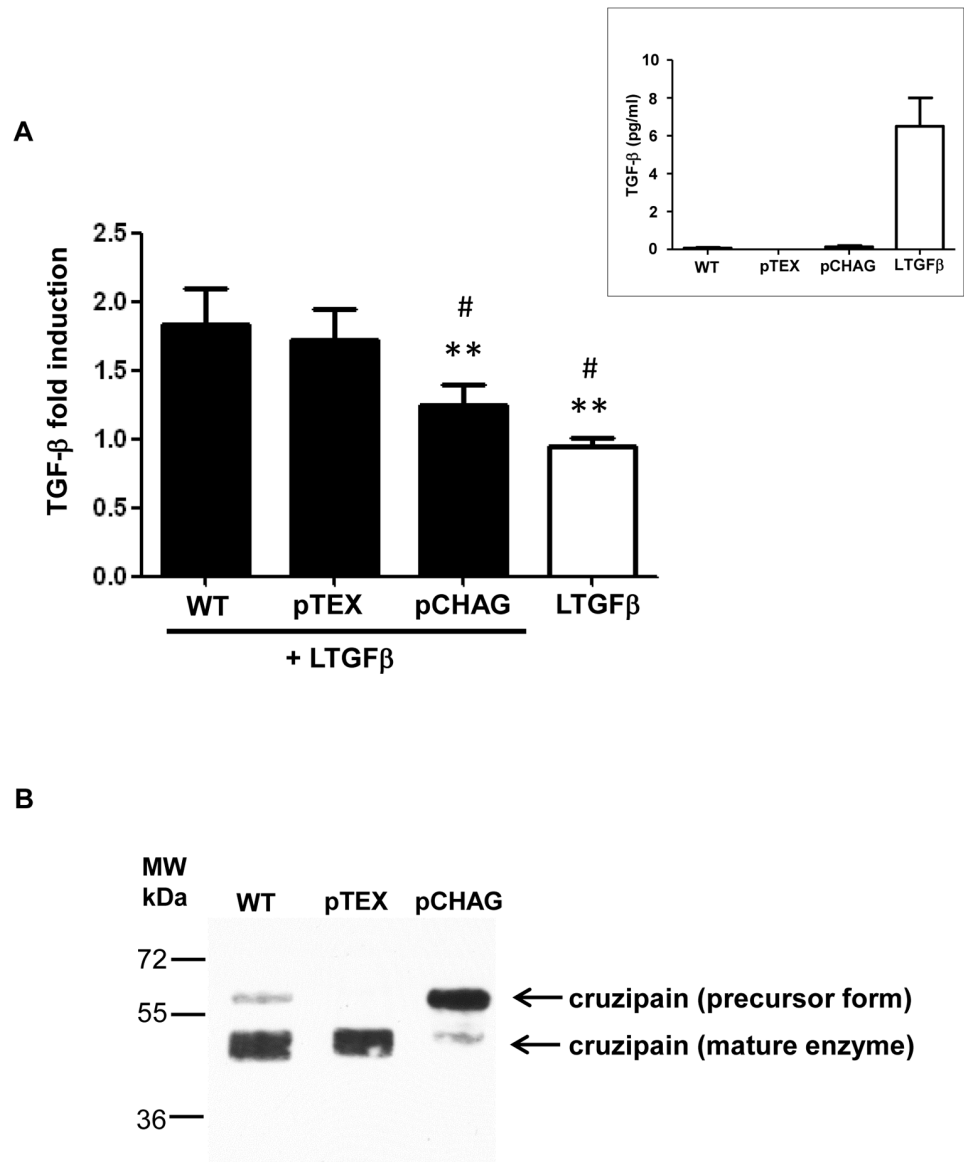 A
TGF-β (pg/ml)
10
8
6
4
2
0
WT pTEX pCHAG LTGFβ
TGF-β fold induction
2.5
2.0
1.5
1.0
0.5
0.0
#
**
#
**
WT pTEX pCHAG LTGFβ
+ LTGFβ
B
MW
kDa
WT pTEX pCHAG
72
55
36
cruzipain (precursor form)
cruzipain (mature enzyme)